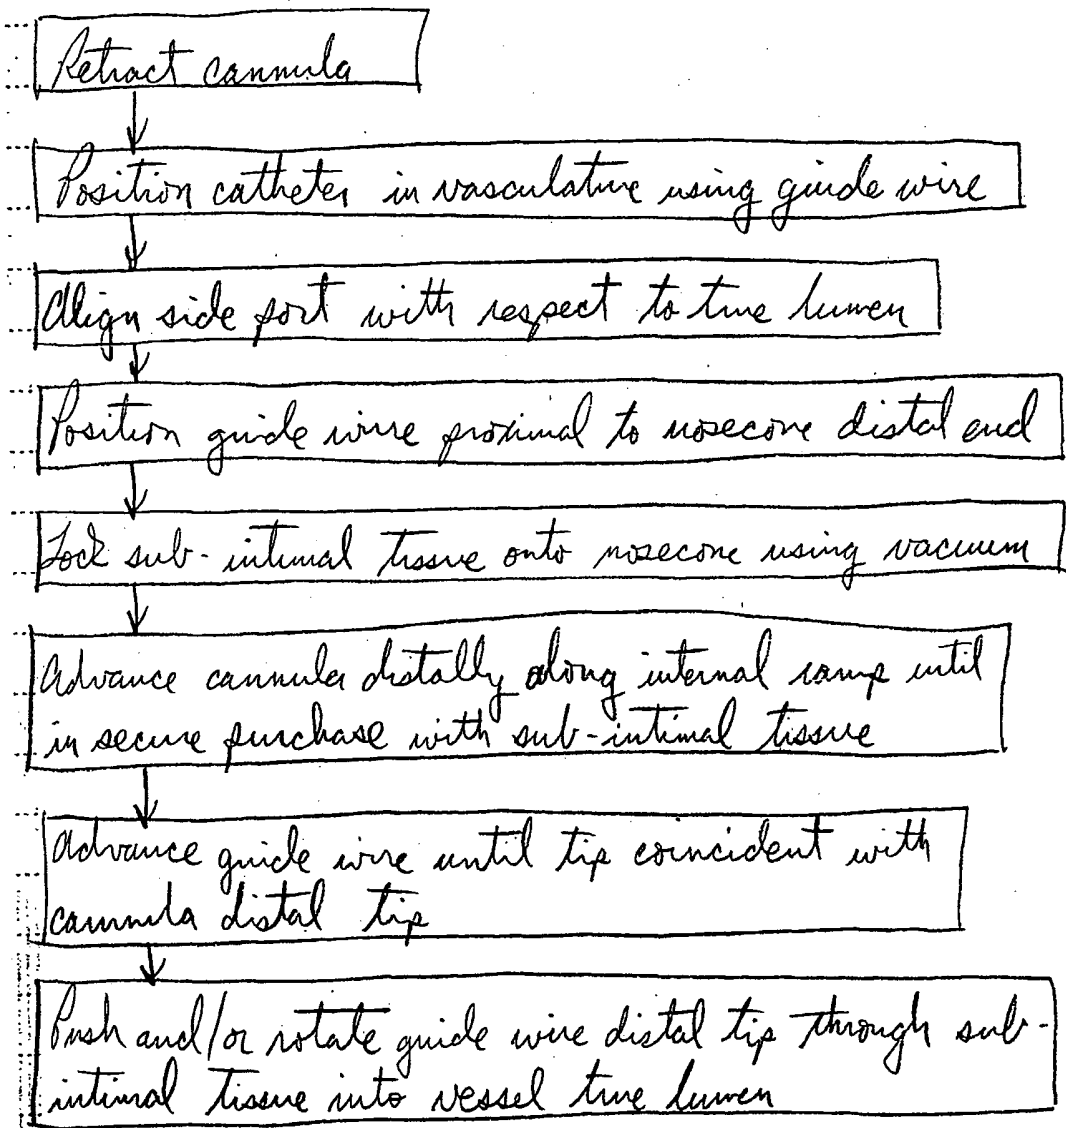 Retract cannula
Position catheter in vasculature using guide wire
Align side port with respect to true lumen
Position guide wire proximal to nosecone distal end
Lock sub-intimal tissue onto nosecone using vacuum
Advance cannula distally along internal ramp until
in secure purchase with sub-intimal tissue
Advance guide wire until tip coincident with
cannula distal tip
Push and/or rotate guide wire distal tip through sub-
intimal tissue into vessel true lumen